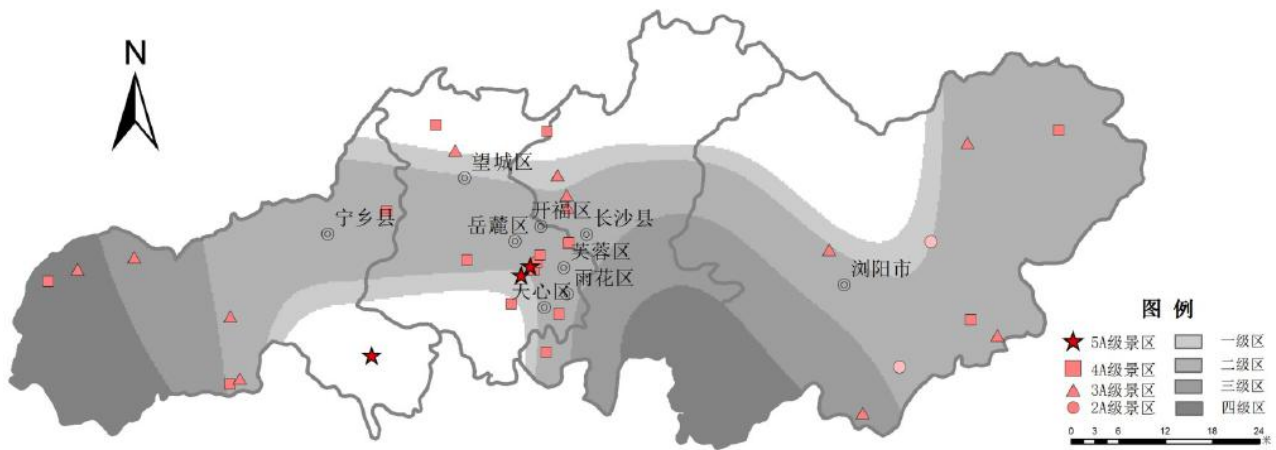 N
望城区
宁乡县
岳麓区
开福区
长沙县
芙蓉区
雨花区
天心区
浏阳市
图 例
5A级景区
一级区
4A级景区
二级区
3A级景区
三级区
2A级景区
四级区
0 3 6 12 18 24
米